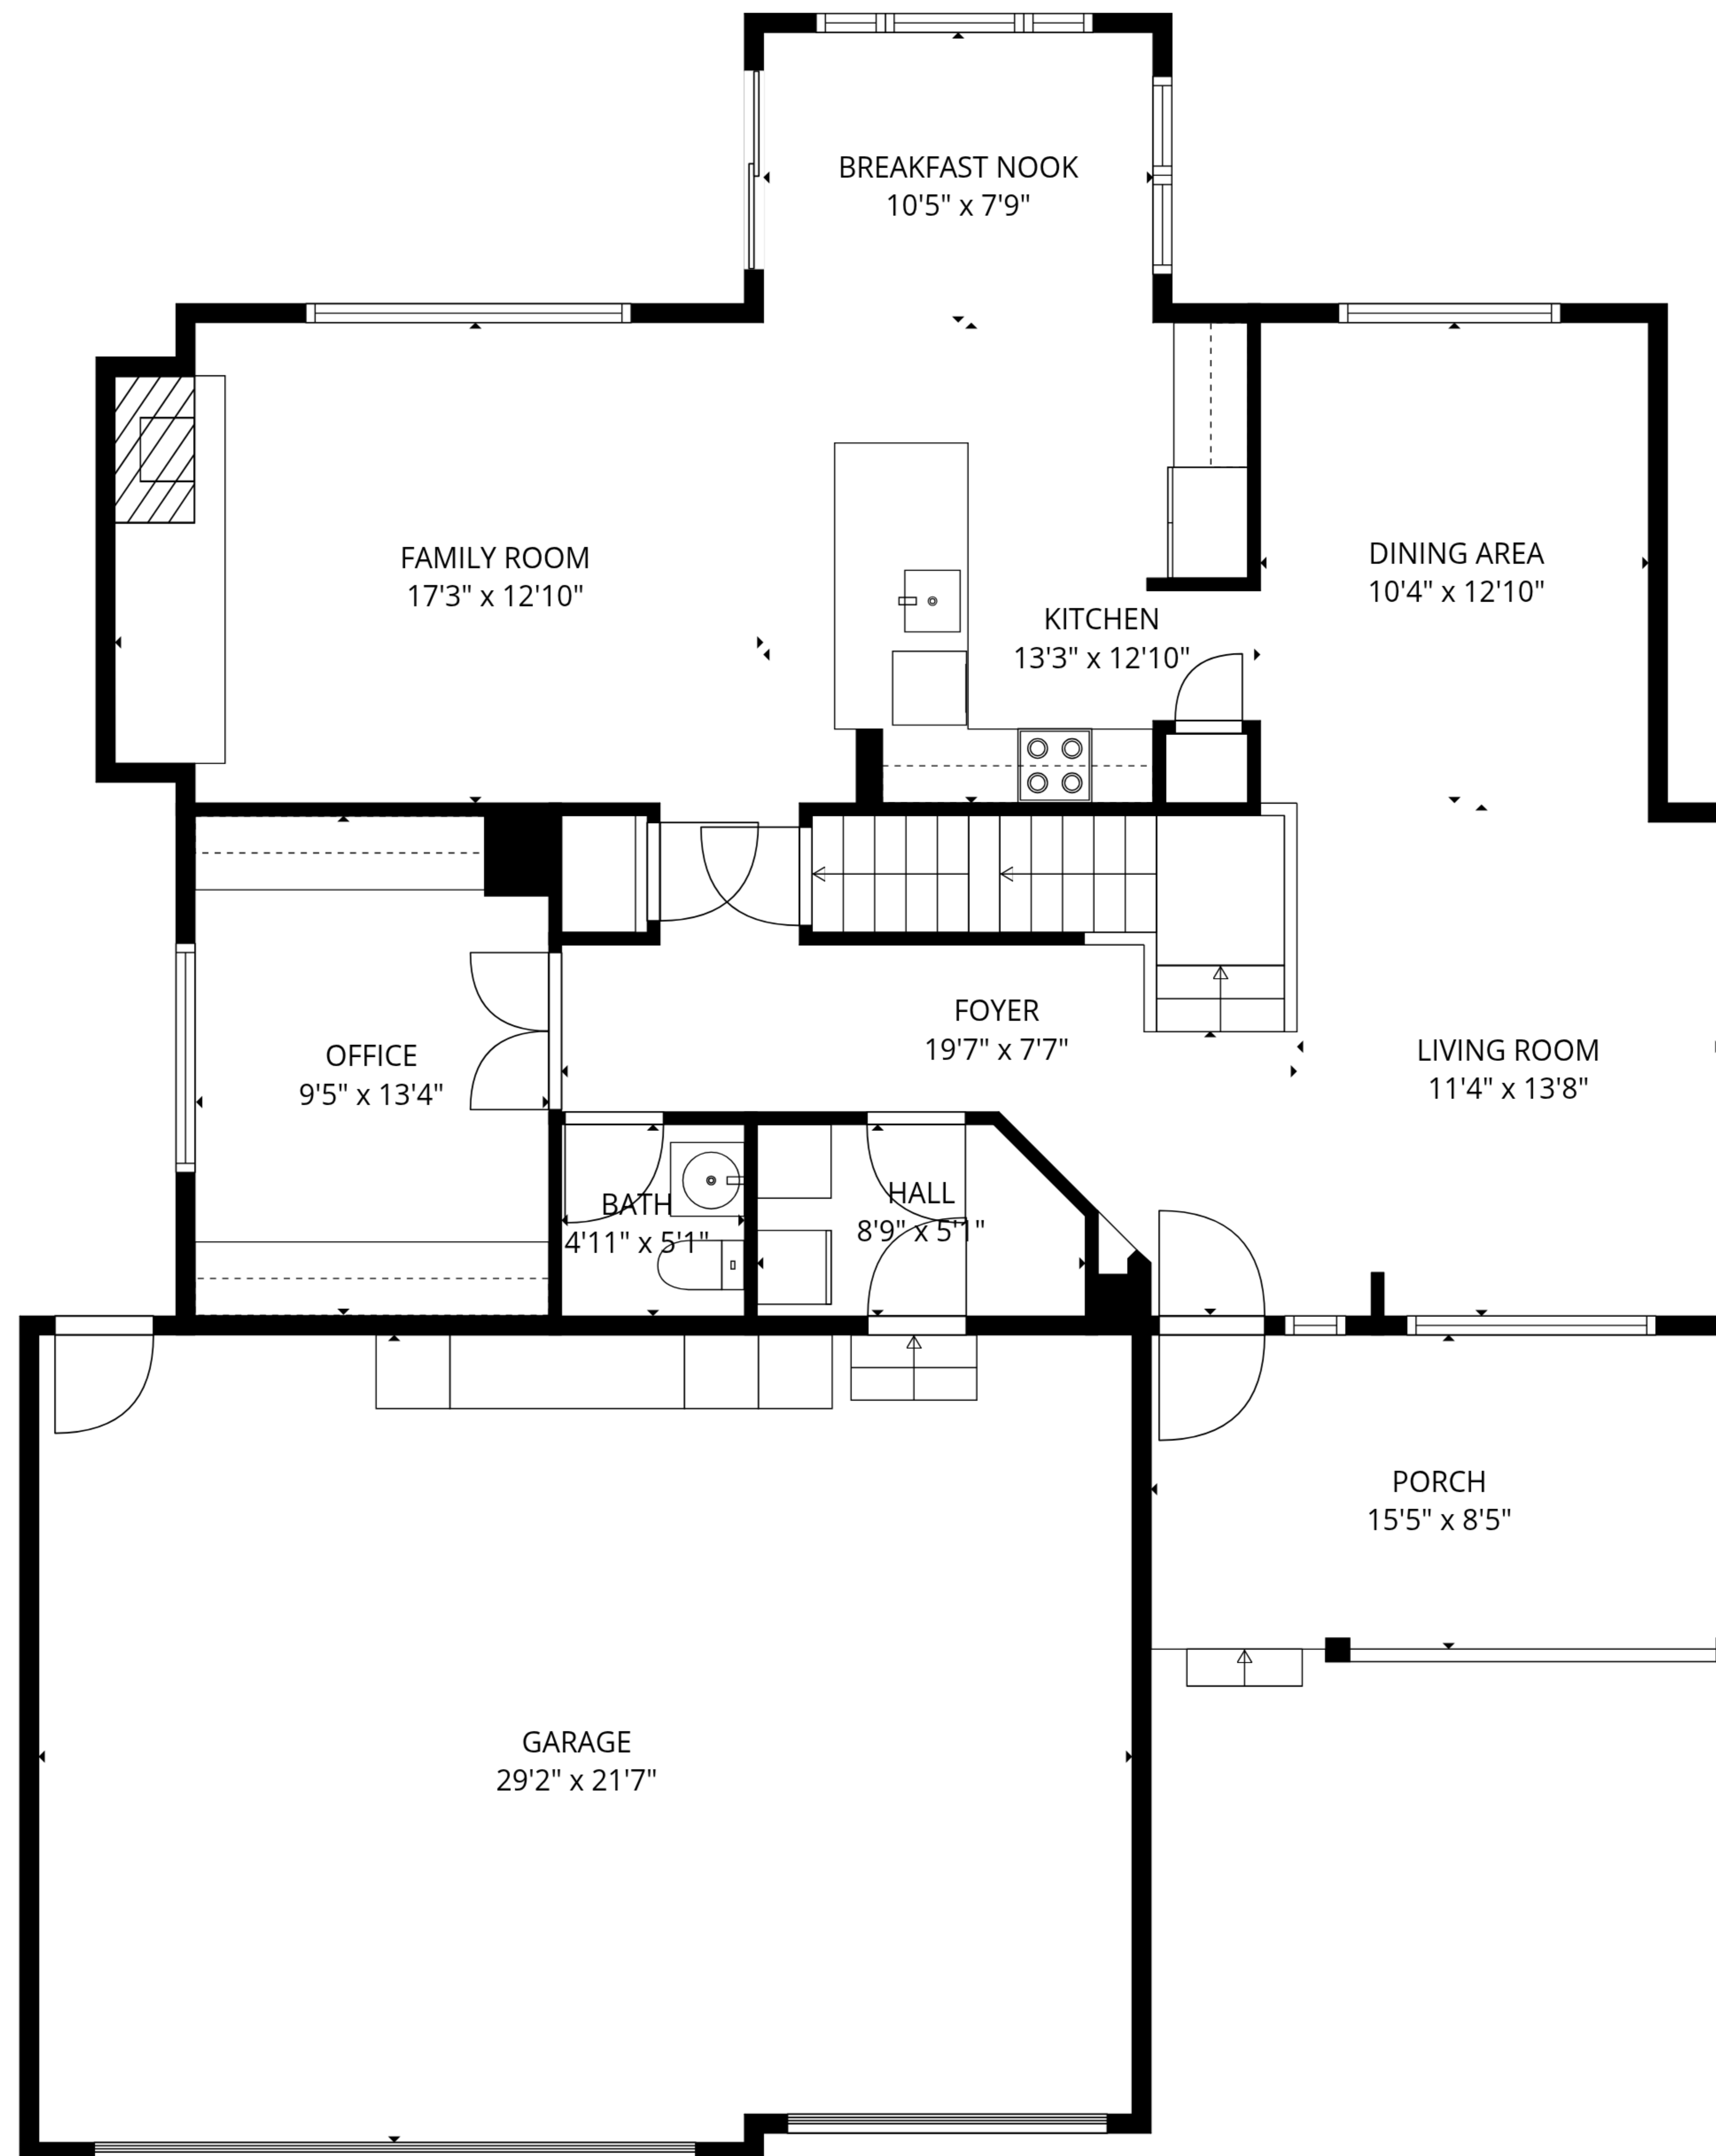 BREAKFAST NOOK
10'5" x 7'9"
FAMILY ROOM
17'3" x 12'10"
DINING AREA
10'4" x 12'10"
KITCHEN
13'3" x 12'10"
FOYER
19'7" x 7'7"
OFFICE
9'5" x 13'4"
LIVING ROOM
11'4" x 13'8"
BATH
4'11" x 5'1"
HALL
8'9" x 5'1"
PORCH
15'5" x 8'5"
GARAGE
29'2" x 21'7"